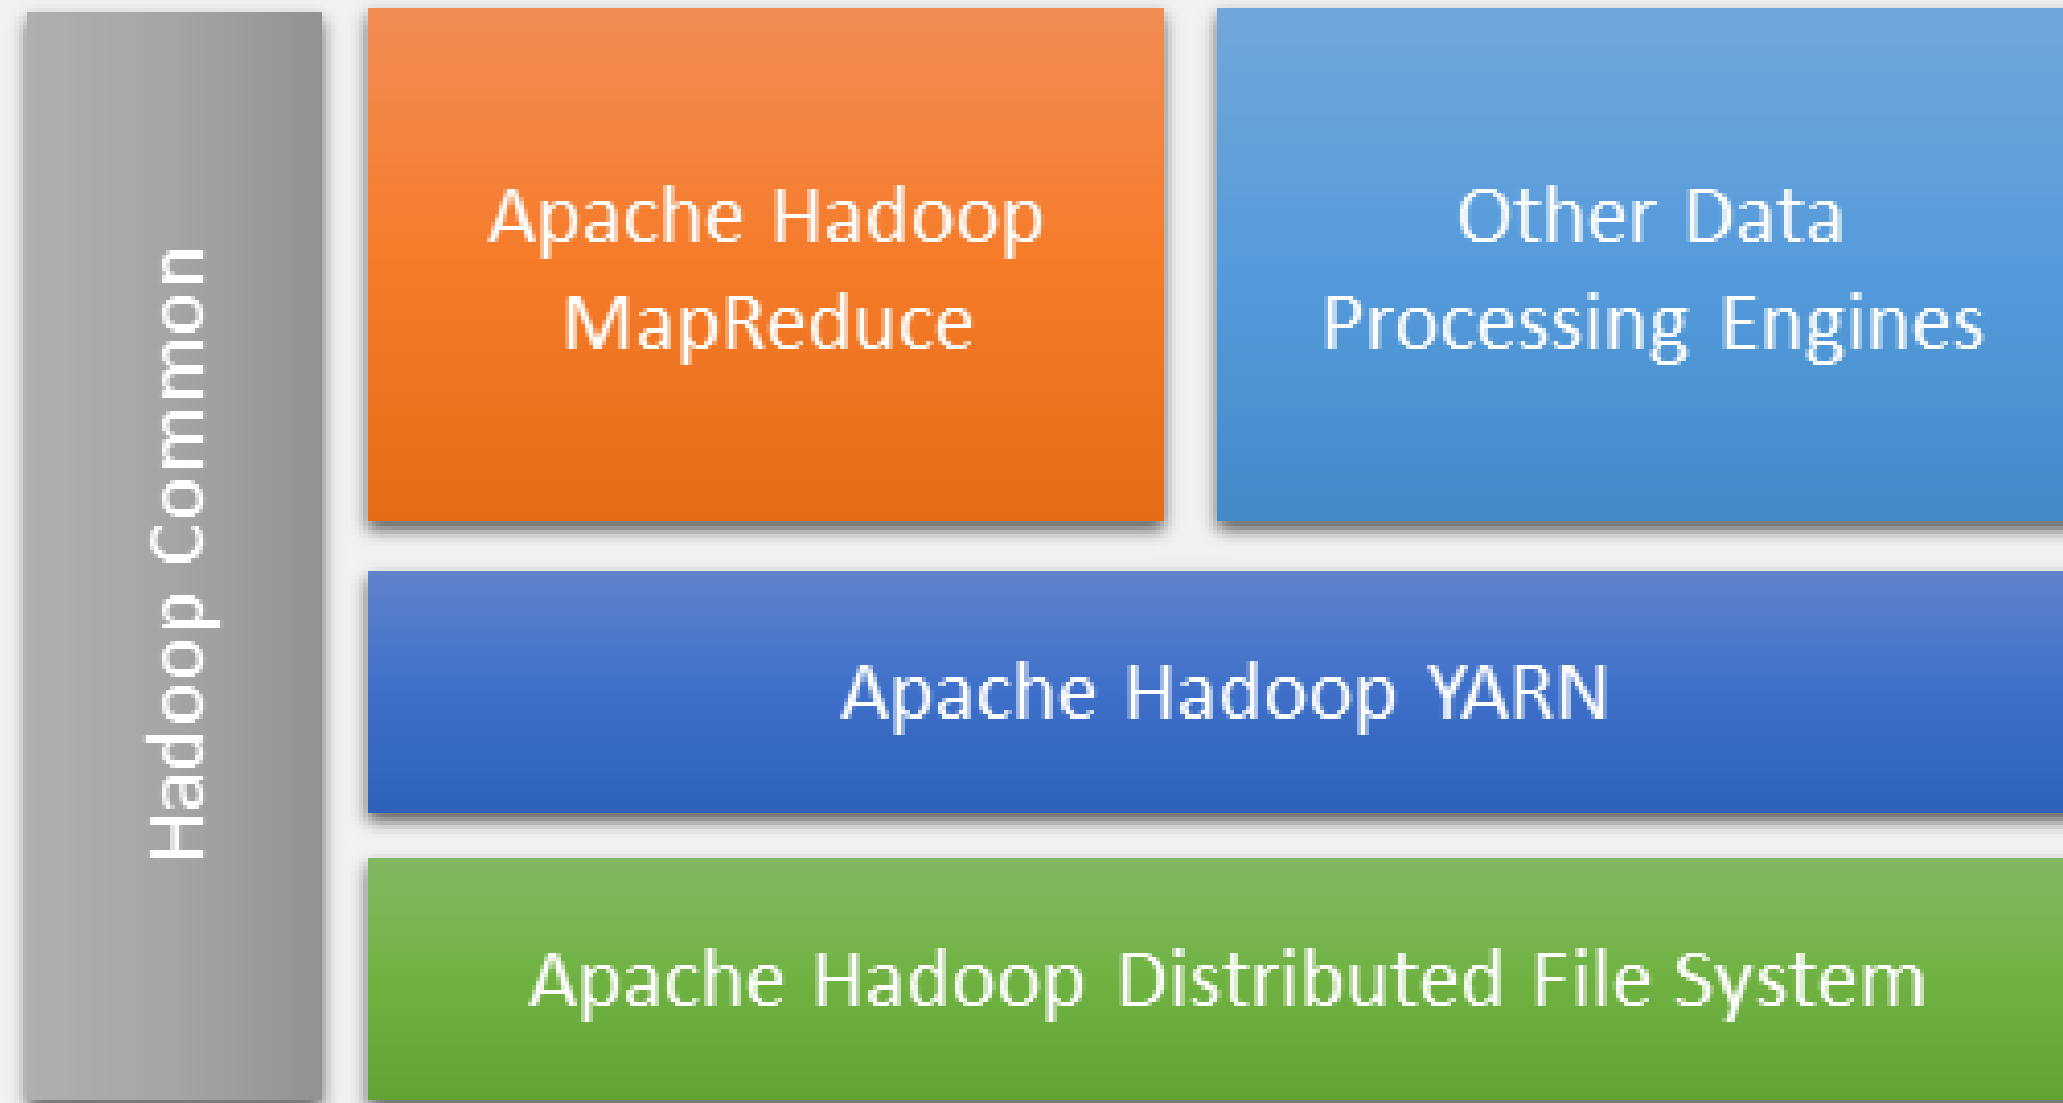 Hadoop Common
Apache Hadoop
MapReduce
Other Data
Processing Engines
Apache Hadoop YARN
Apache Hadoop Distributed File System